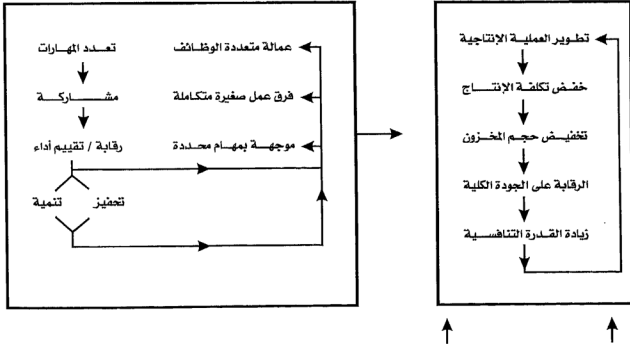 تعدد المهارات
عمالة متعددة الوظائف
مشاركة
فرق عمل صغيرة متكاملة
رقابة / تقييم أداء
موجهة بمهام محددة
تنمية
تحفيز
تطوير العملية الإنتاجية
خفض تكلفة الإنتاج
تخفيض حجم المخزون
الرقابة على الجودة الكلية
زيادة القدرة التنافسية